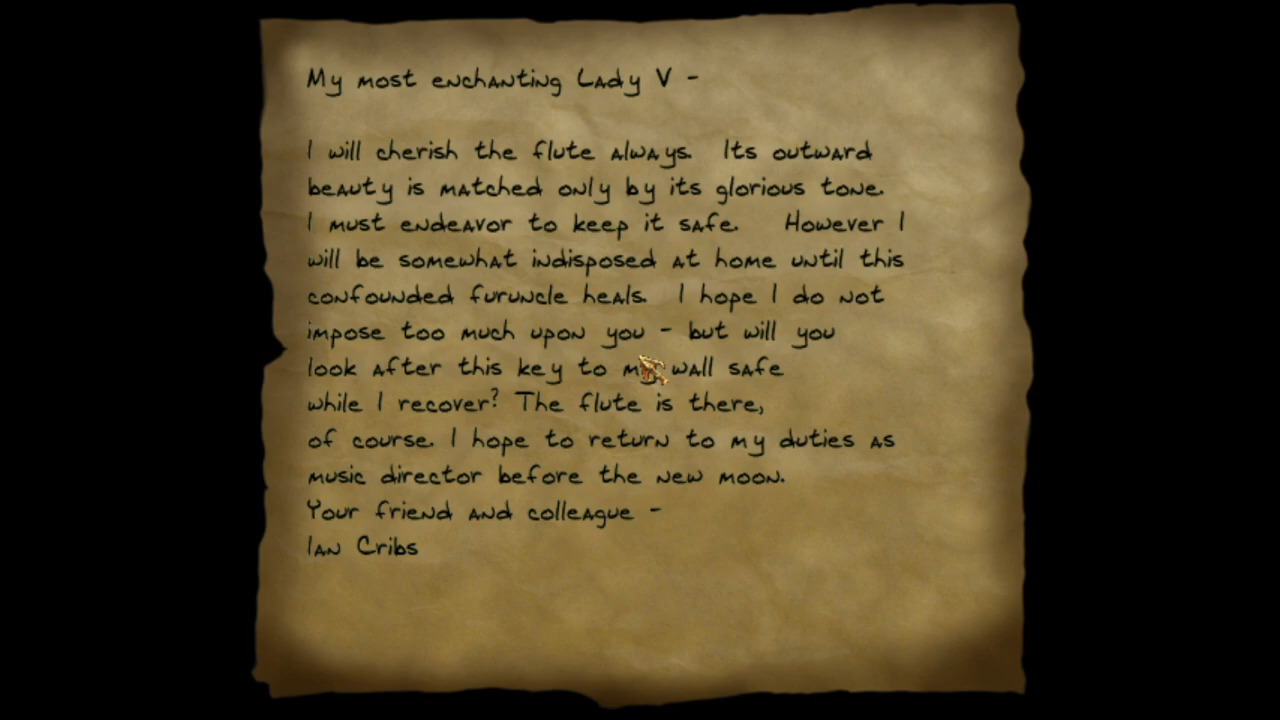 My most enchanting Lady V -
I will cherish the flute always. Its outward
beauty is matched only by its glorious tone.
I must endeavor to keep it safe. However I
will be somewhat indisposed at home until this
confounded furuncle heals. I hope I do not
impose too much upon you - but will you
look after this key to my wall safe
while I recover? The flute is there,
of course. I hope to return to my duties as
music director before the new moon.
Your friend and colleague -
Ian Cribs